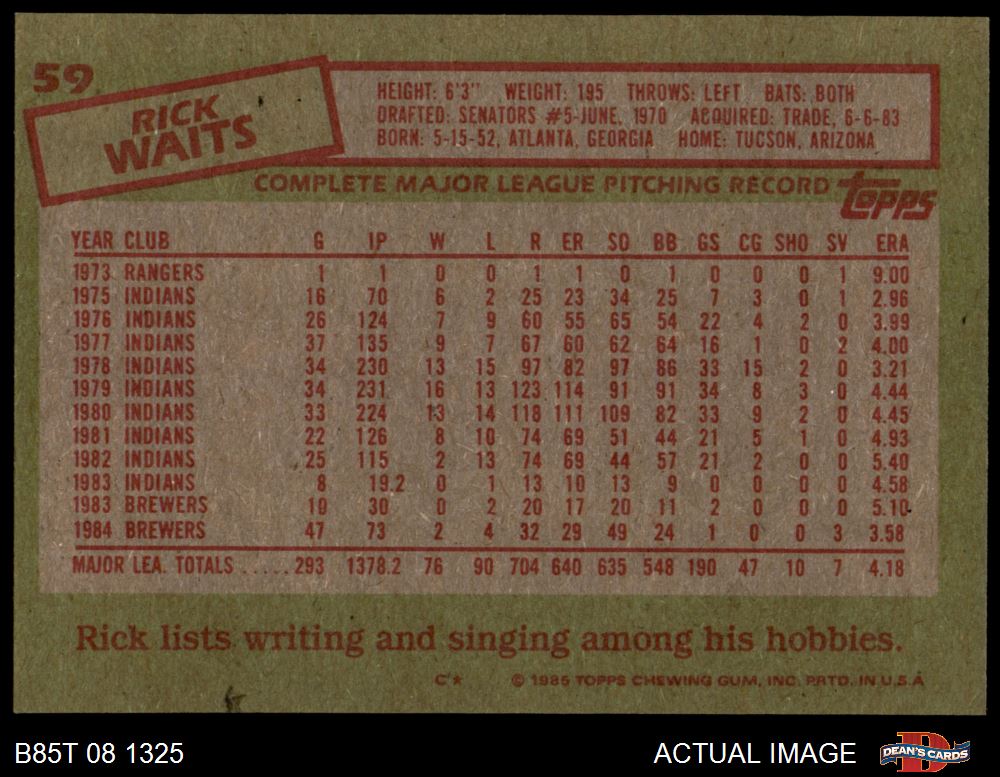 59
RICK
WAITS
HEIGHT: 6'3" WEIGHT: 195 THROWS: LEFT BATS: BOTH
DRAFTED: SENATORS #5-JUNE, 1970 ACQUIRED: TRADE, 6-6-83
BORN: 5-15-52, ATLANTA, GEORGIA HOME: TUCSON, ARIZONA
COMPLETE MAJOR LEAGUE PITCHING RECORD
Topps
YEAR CLUB G IP W L R ER SO BB GS CG SHO SV ERA
1973 RANGERS 1 1 0 0 1 1 0 1 0 0 0 1 9.00
1975 INDIANS 16 70 6 2 25 23 34 25 7 3 0 1 2.96
1976 INDIANS 26 124 7 9 60 55 65 54 22 4 2 0 3.99
1977 INDIANS 37 135 9 7 67 60 62 64 16 1 0 2 4.00
1978 INDIANS 34 230 13 15 97 82 97 86 33 15 2 0 3.21
1979 INDIANS 34 231 16 13 123 114 91 91 34 8 3 0 4.44
1980 INDIANS 33 224 13 14 118 111 109 82 33 9 2 0 4.45
1981 INDIANS 22 126 8 10 74 69 51 44 21 5 1 0 4.93
1982 INDIANS 25 115 2 13 74 69 44 57 21 2 0 0 5.40
1983 INDIANS 8 19.2 0 1 13 10 13 9 0 0 0 0 4.58
1983 BREWERS 10 30 0 2 20 17 20 11 2 0 0 0 5.10
1984 BREWERS 47 73 2 4 32 29 49 24 1 0 0 3 3.58
MAJOR LEA. TOTALS ..... 293 1378.2 76 90 704 640 635 548 190 47 10 7 4.18
Rick lists writing and singing among his hobbies.
C* © 1985 TOPPS CHEWING GUM, INC. PRTD. IN U.S.A
B85T 08 1325
ACTUAL IMAGE
D
DEAN'S CARDS